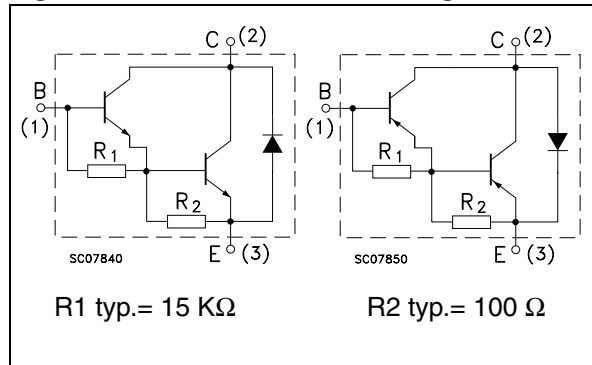 C (2)
B
(1)
R1
R2
SC07840
E (3)
C (2)
B
(1)
R1
R2
SC07850
E (3)
R1 typ.= 15 KΩ
R2 typ.= 100 Ω